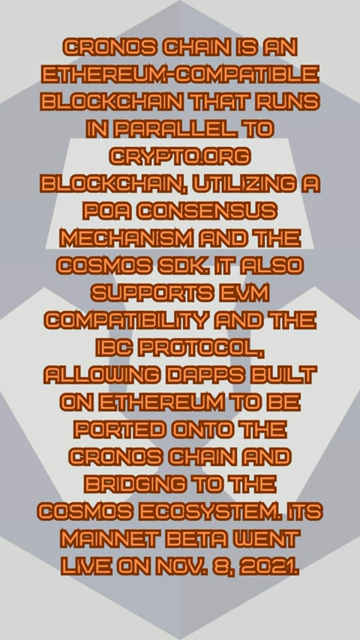 CRONOS CHAIN IS AN
ETHEREUM-COMPATIBLE
BLOCKCHAIN THAT RUNS
IN PARALLEL TO
CRYPTO.ORG
BLOCKCHAIN, UTILIZING A
POA CONSENSUS
MECHANISM AND THE
COSMOS SDK. IT ALSO
SUPPORTS EVM
COMPATIBILITY AND THE
IBC PROTOCOL,
ALLOWING DAPPS BUILT
ON ETHEREUM TO BE
PORTED ONTO THE
CRONOS CHAIN AND
BRIDGING TO THE
COSMOS ECOSYSTEM. ITS
MAINNET BETA WENT
LIVE ON NOV. 8, 2021.